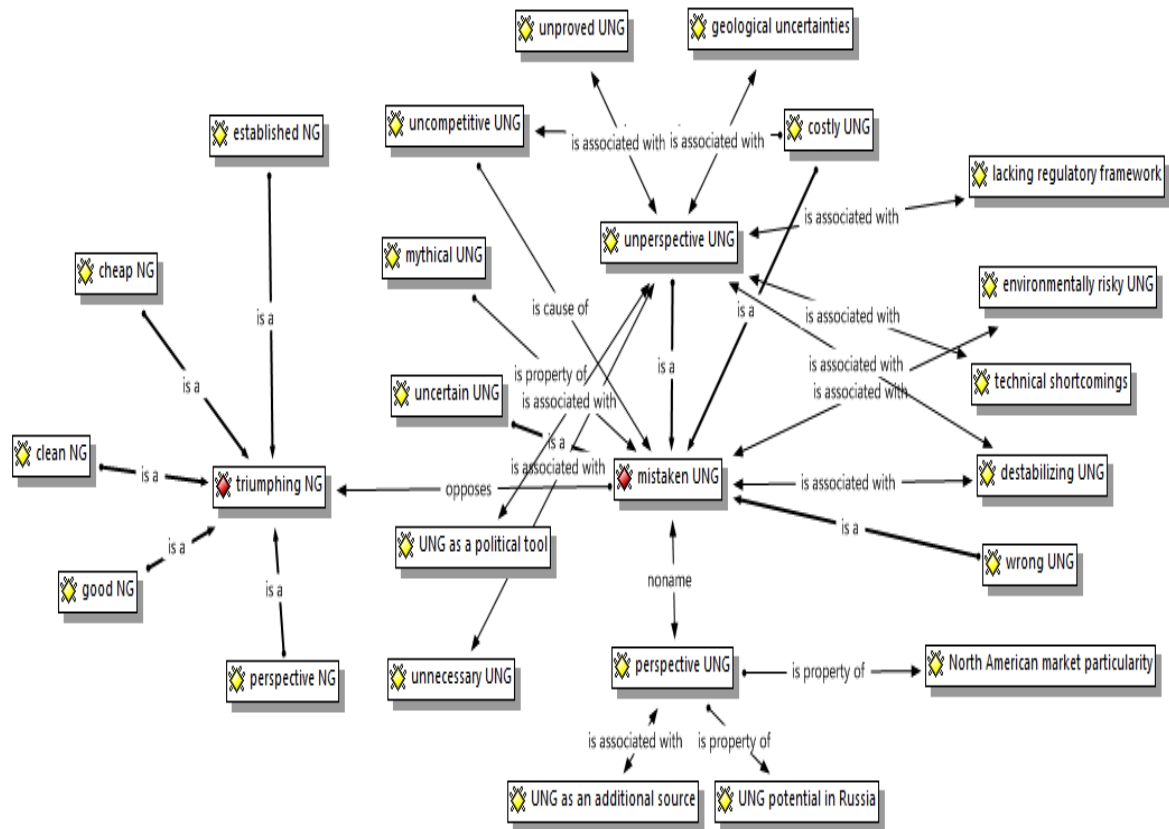 unproved UNG
geological uncertainties
uncompetitive UNG
costly UNG
established NG
is associated with
is associated with
lacking regulatory framework
is associated with
unperspective UNG
mythical UNG
cheap NG
environmentally risky UNG
is a
is cause of
is a
is associated with
is a
is property of
is associated with
technical shortcomings
is a
uncertain UNG
is associated with
is associated with
is a
clean NG
is a
triumphing NG
is associated with
mistaken UNG
destabilizing UNG
opposes
is associated with
is a
UNG as a political tool
is a
wrong UNG
good NG
noname
is a
perspective NG
unnecessary UNG
perspective UNG
is property of
North American market particularity
is associated with
is property of
UNG as an additional source
UNG potential in Russia